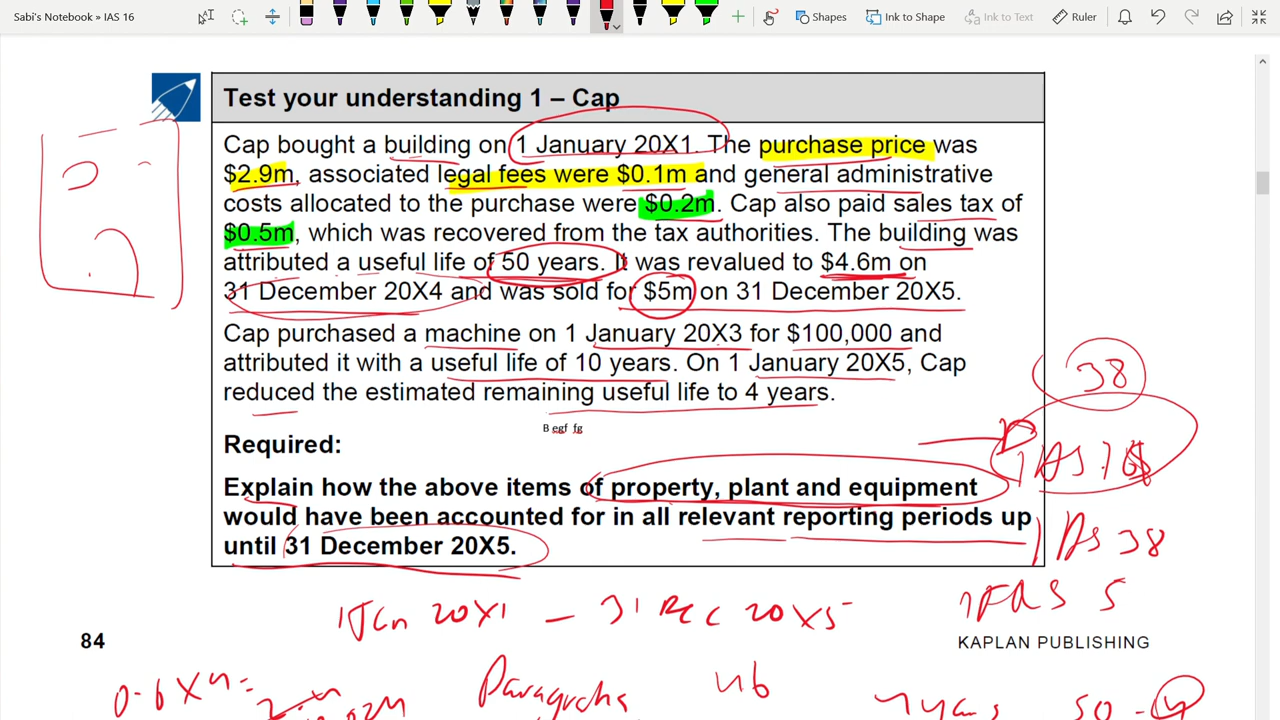 Sabi's Notebook » IAS 16
Shapes
Ink to Shape
Ink to Text
Ruler
Test your understanding 1 – Cap
Cap bought a building on 1 January 20X1. The purchase price was
$2.9m, associated legal fees were $0.1m and general administrative
costs allocated to the purchase were $0.2m. Cap also paid sales tax of
$0.5m, which was recovered from the tax authorities. The building was
attributed a useful life of 50 years. It was revalued to $4.6m on
31 December 20X4 and was sold for $5m on 31 December 20X5.
Cap purchased a machine on 1 January 20X3 for $100,000 and
attributed it with a useful life of 10 years. On 1 January 20X5, Cap
reduced the estimated remaining useful life to 4 years.
38
B egf fg
Required:
IAS 16
Explain how the above items of property, plant and equipment
would have been accounted for in all relevant reporting periods up
until 31 December 20X5.
IAS 38
IFRS 5
1 Jan 20X1 – 31 Dec 20X5
84
KAPLAN PUBLISHING
46
50 - 4